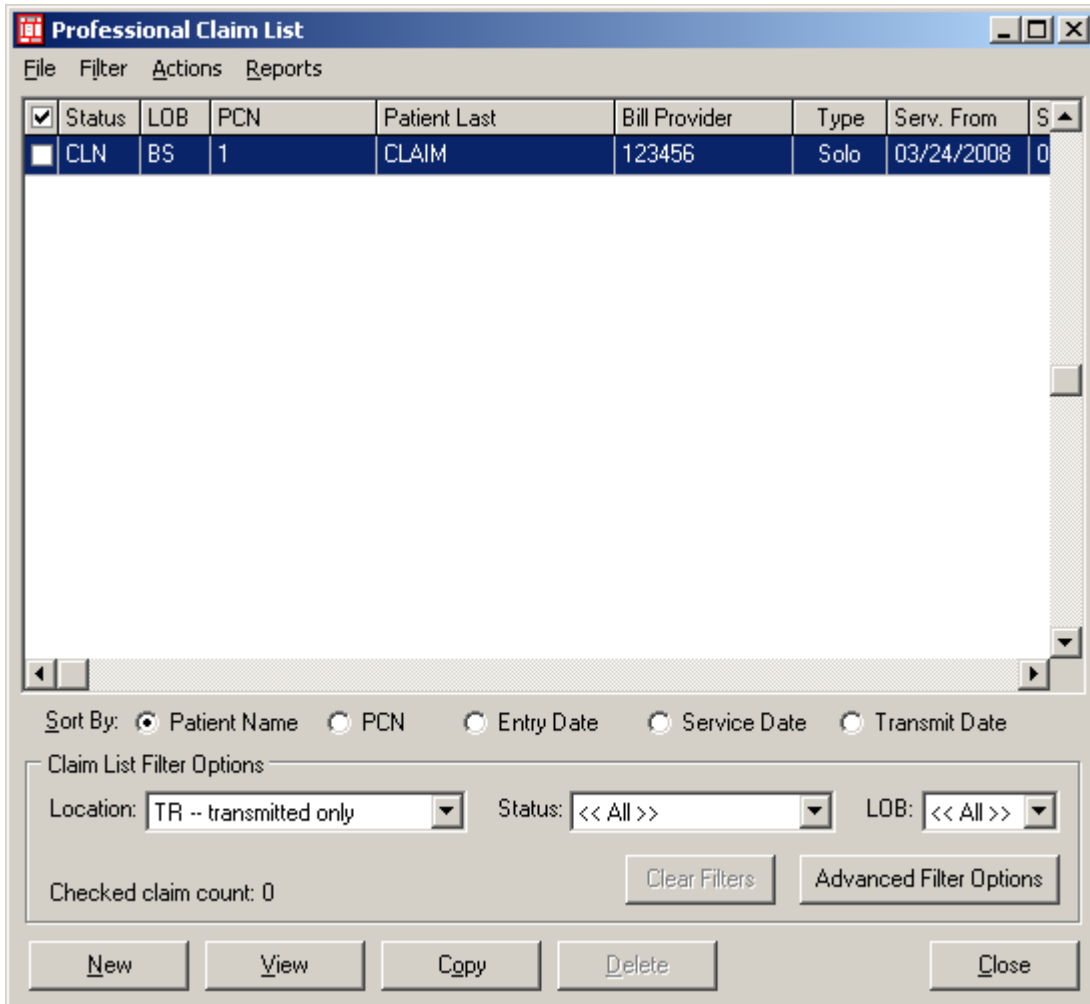 Professional Claim List
File Filter Actions Reports
Status LOB PCN Patient Last Bill Provider Type Serv. From S
CLN BS 1 CLAIM 123456 Solo 03/24/2008 0
Sort By: Patient Name PCN Entry Date Service Date Transmit Date
Claim List Filter Options
Location: TR -- transmitted only Status: << All >> LOB: << All >>
Checked claim count: 0 Clear Filters Advanced Filter Options
New View Copy Delete Close